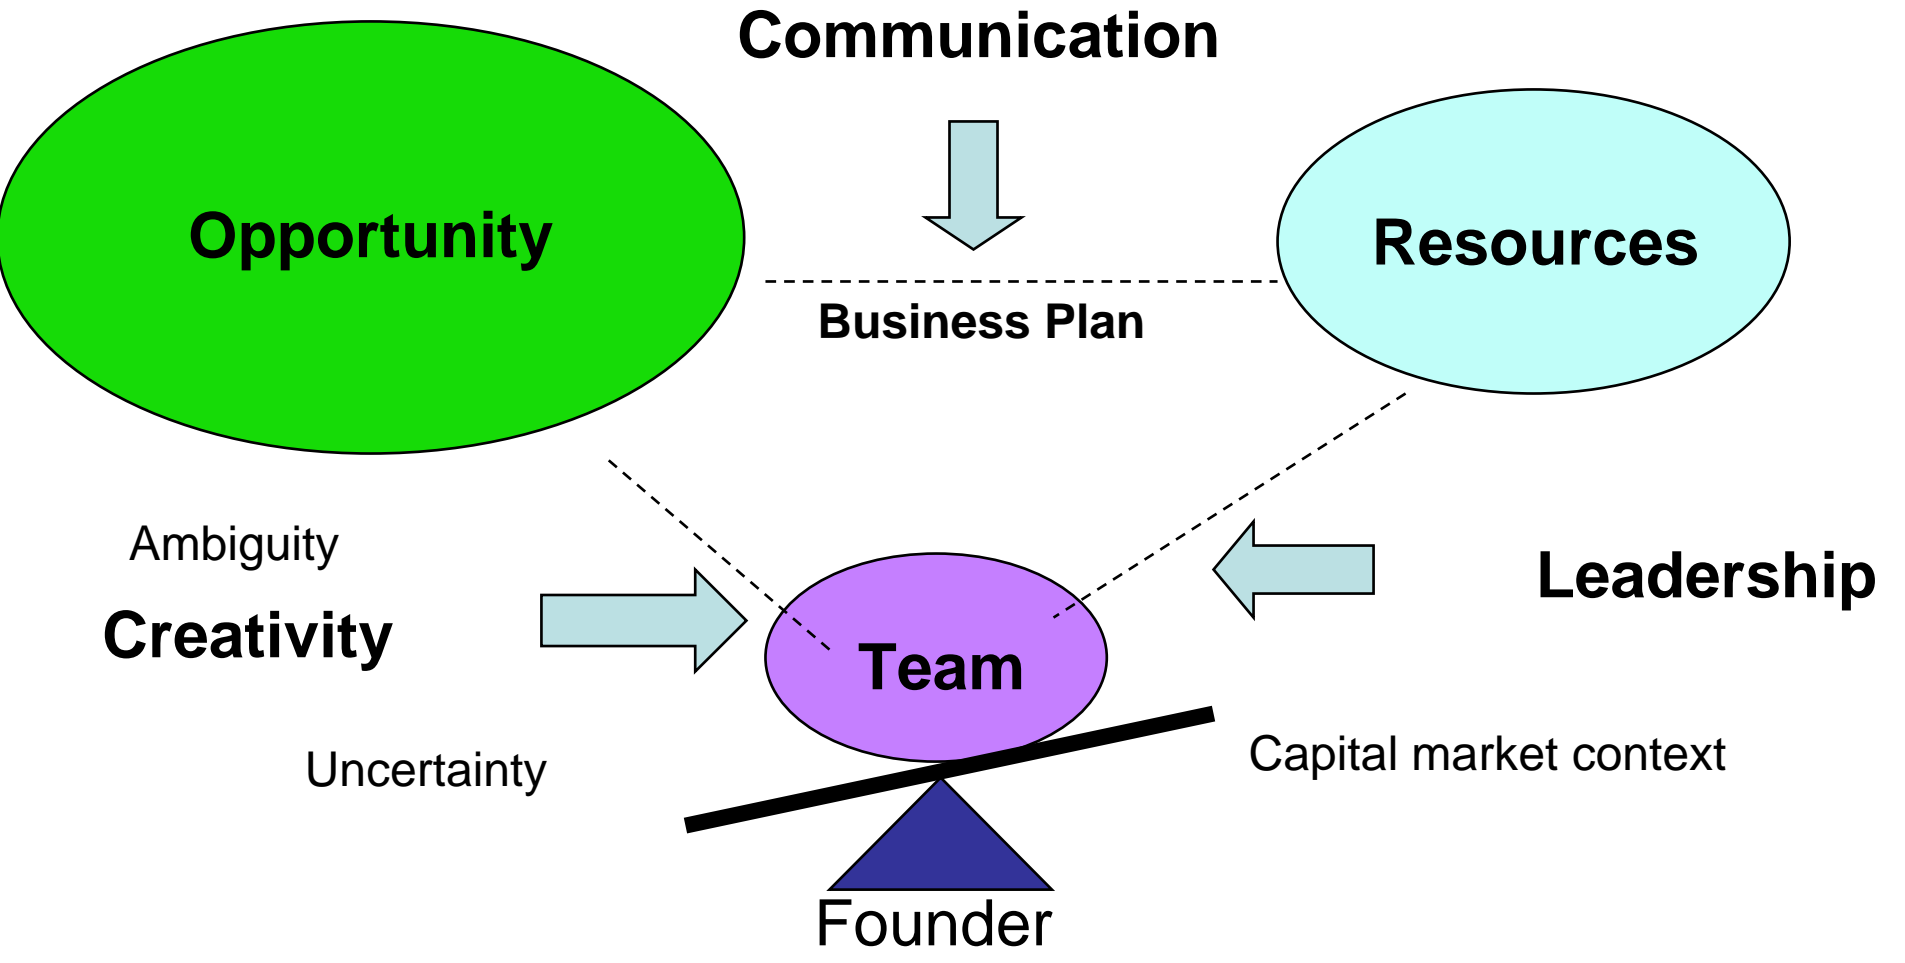 Communication
Opportunity
Resources
Business Plan
Ambiguity
Creativity
Leadership
Team
Uncertainty
Capital market context
Founder